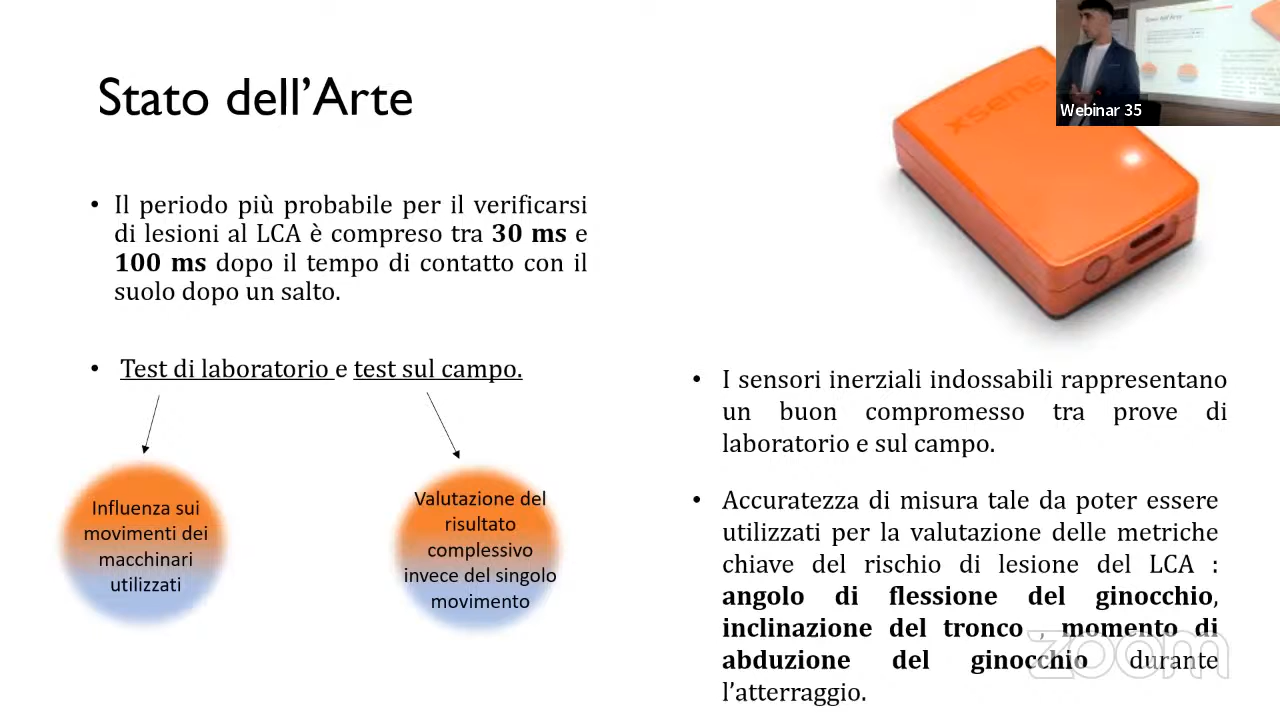 Stato dell'Arte
• Il periodo più probabile per il verificarsi
di lesioni al LCA è compreso tra 30 ms e
100 ms dopo il tempo di contatto con il
suolo dopo un salto.
• Test di laboratorio e test sul campo.
Influenza sui
movimenti dei
macchinari
utilizzati
Valutazione del
risultato
complessivo
invece del singolo
movimento
xsens
Webinar 35
• I sensori inerziali indossabili rappresentano
un buon compromesso tra prove di
laboratorio e sul campo.
• Accuratezza di misura tale da poter essere
utilizzati per la valutazione delle metriche
chiave del rischio di lesione del LCA :
angolo di flessione del ginocchio,
inclinazione del tronco , momento di
abduzione del ginocchio durante
l'atterraggio.
zoom